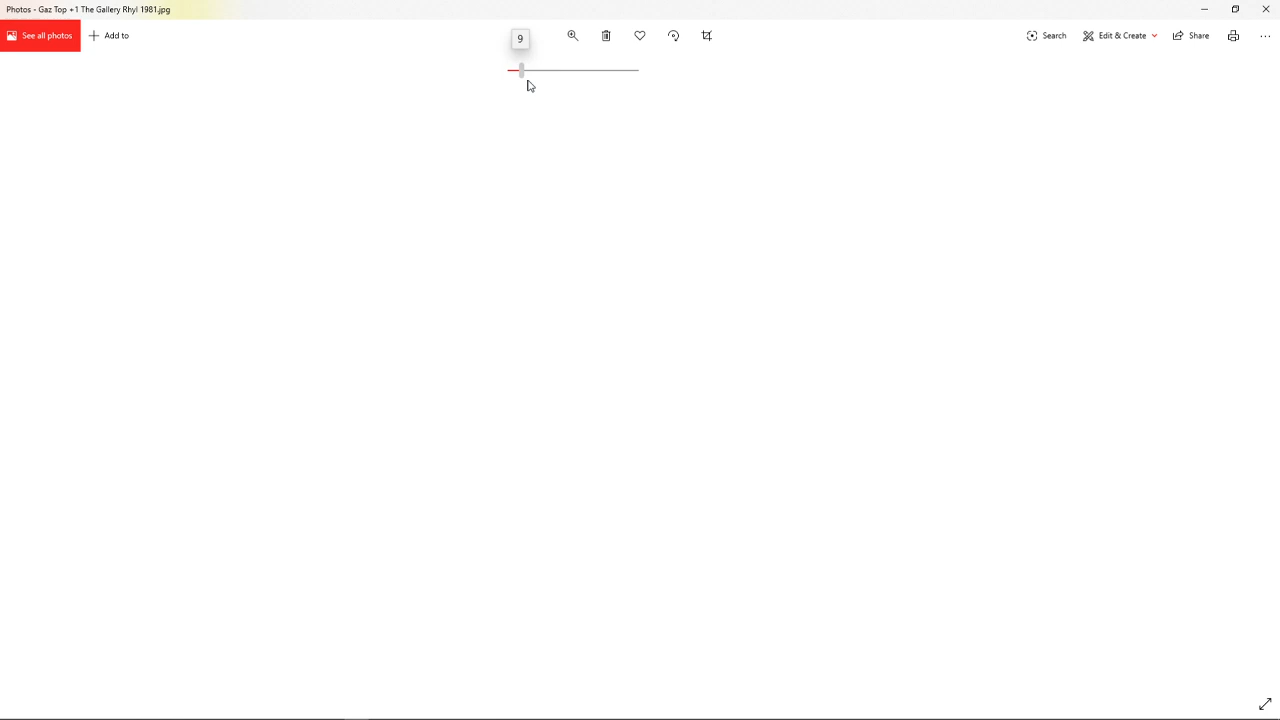 Photos - Gaz Top +1 The Gallery Rhyl 1981.jpg
See all photos
Add to
9
Search
Edit & Create
Share